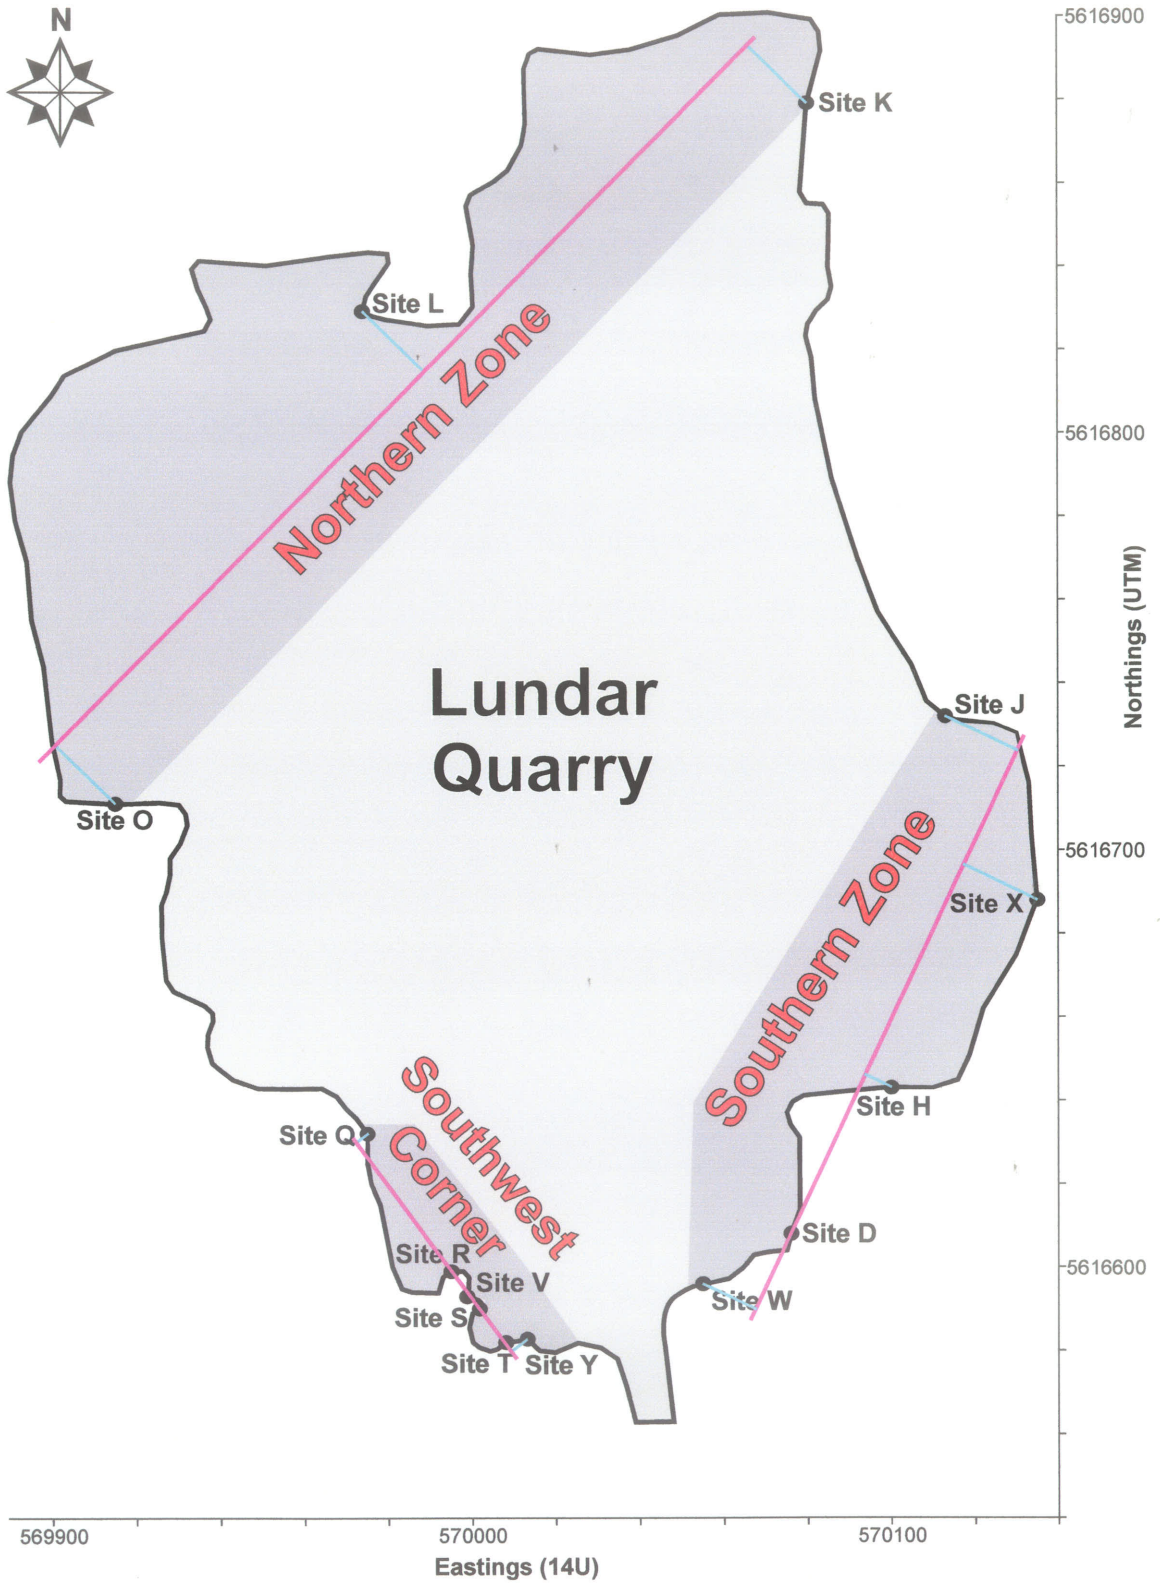 N
5616900
Site K
Site L
Northern Zone
5616800
Northings (UTM)
Lundar
Quarry
Site J
Site O
5616700
Site X
Southern Zone
Southwest
Corner
Site H
Site Q
Site D
Site R
5616600
Site V
Site W
Site S
Site T
Site Y
569900
570000
570100
Eastings (14U)